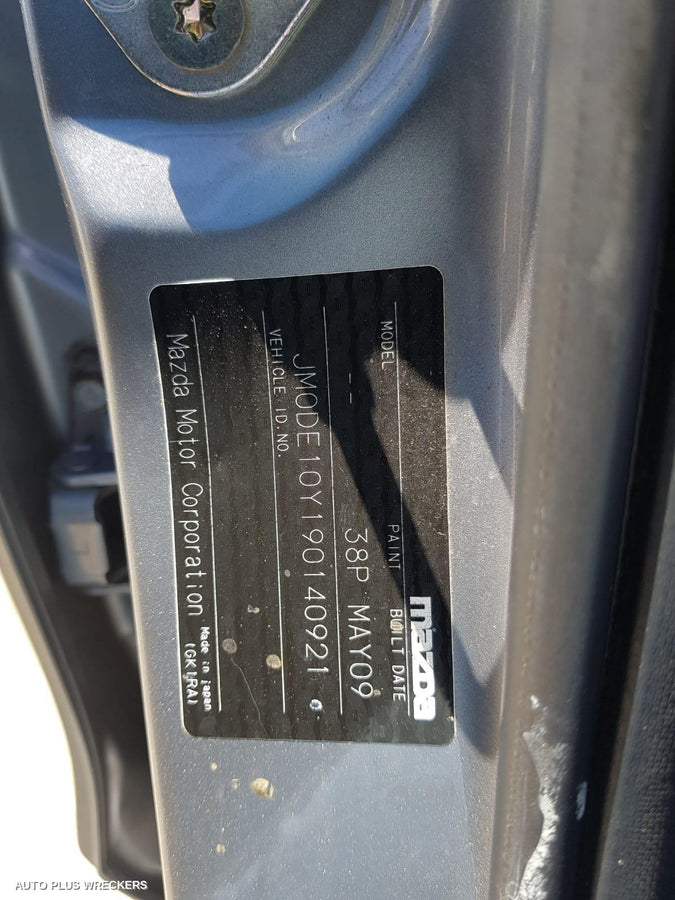 mazda
MODEL PAINT BUILT DATE
-- 38P MAY09
JM0DE10Y190140921
VEHICLE ID.NO.
Mazda Motor Corporation Made in japan
(GK1RA)
AUTO PLUS WRECKERS